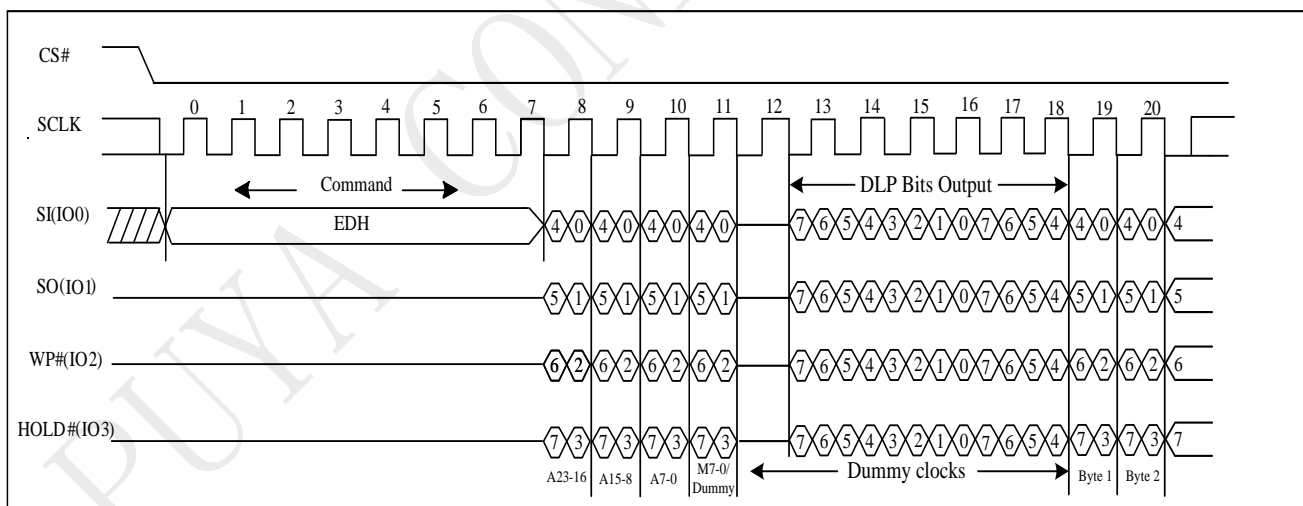 PUYA CONF
CS#
0 1 2 3 4 5 6 7 8 9 10 11 12 13 14 15 16 17 18 19 20
SCLK
Command
DLP Bits Output
SI(IO0)
EDH
4 0 4 0 4 0 4 0 7 6 5 4 3 2 1 0 7 6 5 4 4 0 4 0 4
SO(IO1)
5 1 5 1 5 1 5 1 7 6 5 4 3 2 1 0 7 6 5 4 5 1 5 1 5
WP#(IO2)
6 2 6 2 6 2 6 2 7 6 5 4 3 2 1 0 7 6 5 4 6 2 6 2 6
HOLD#(IO3)
7 3 7 3 7 3 7 3 7 6 5 4 3 2 1 0 7 6 5 4 7 3 7 3 7
A23-16 A15-8 A7-0 M7-0/ Dummy
Dummy clocks
Byte 1 Byte 2